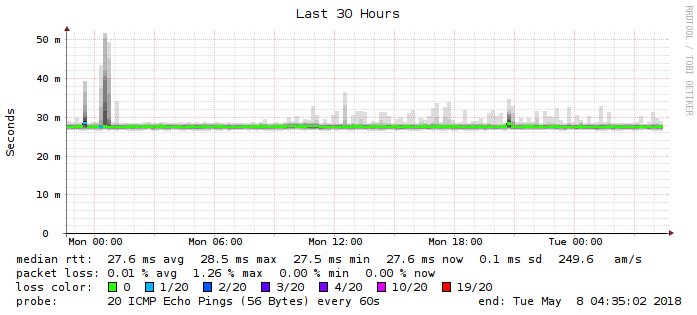 Last 30 Hours
RRDTOOL / TOBI OETIKER
Seconds
50 m
40 m
30 m
20 m
10 m
0
Mon 00:00 Mon 06:00 Mon 12:00 Mon 18:00 Tue 00:00
median rtt: 27.6 ms avg 28.5 ms max 27.5 ms min 27.6 ms now 0.1 ms sd 249.6 am/s
packet loss: 0.01 % avg 1.26 % max 0.00 % min 0.00 % now
loss color: 0 1/20 2/20 3/20 4/20 10/20 19/20
probe: 20 ICMP Echo Pings (56 Bytes) every 60s end: Tue May 8 04:35:02 2018